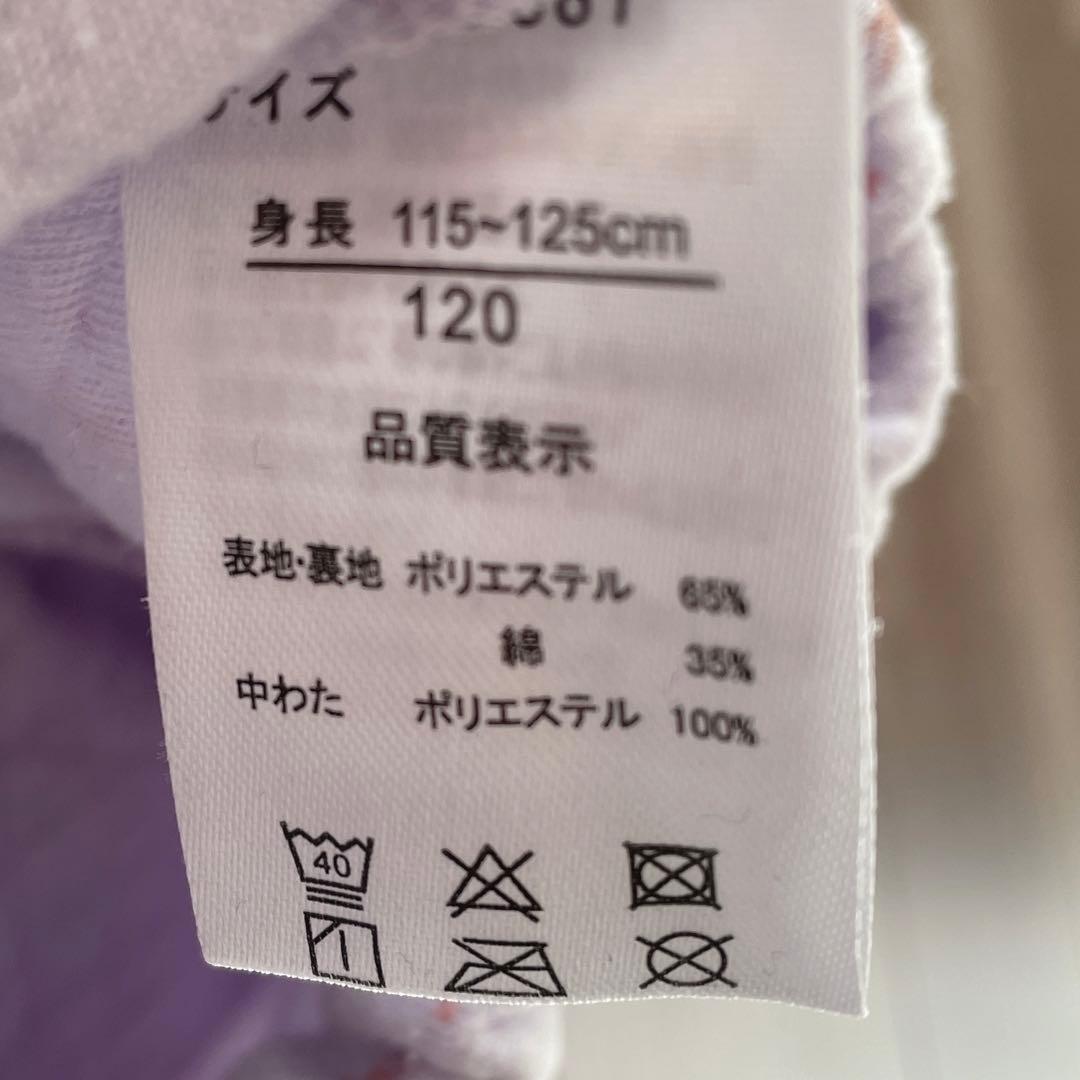 イズ
身長 115~125cm
120
品質表示
表地・裏地 ポリエステル 65%
綿 35%
中わた ポリエステル 100%
40